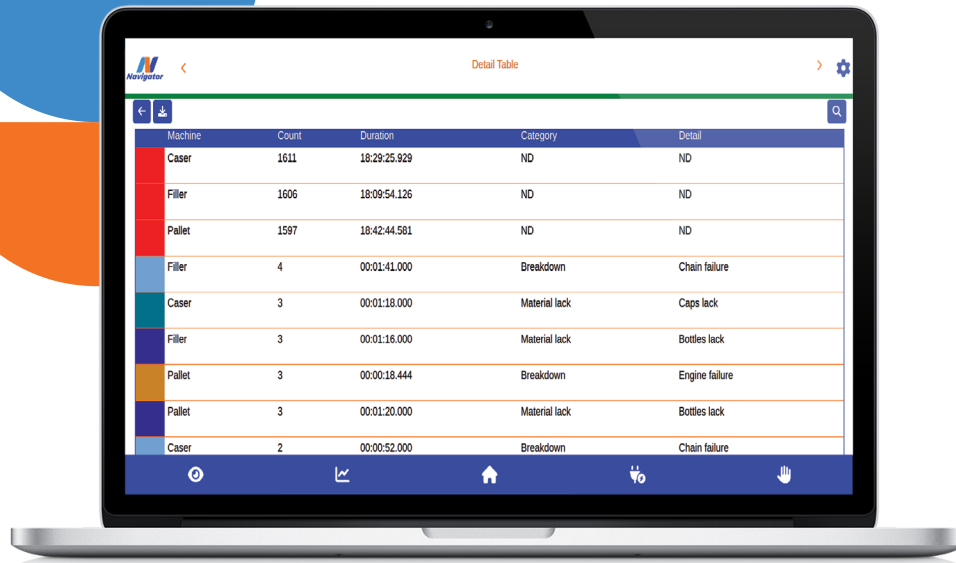 Navigator
Detail Table
Machine Count Duration Category Detail
Caser 1611 18:29:25.929 ND ND
Filler 1606 18:09:54.126 ND ND
Pallet 1597 18:42:44.581 ND ND
Filler 4 00:01:41.000 Breakdown Chain failure
Caser 3 00:01:18.000 Material lack Caps lack
Filler 3 00:01:16.000 Material lack Bottles lack
Pallet 3 00:00:18.444 Breakdown Engine failure
Pallet 3 00:01:20.000 Material lack Bottles lack
Caser 2 00:00:52.000 Breakdown Chain failure